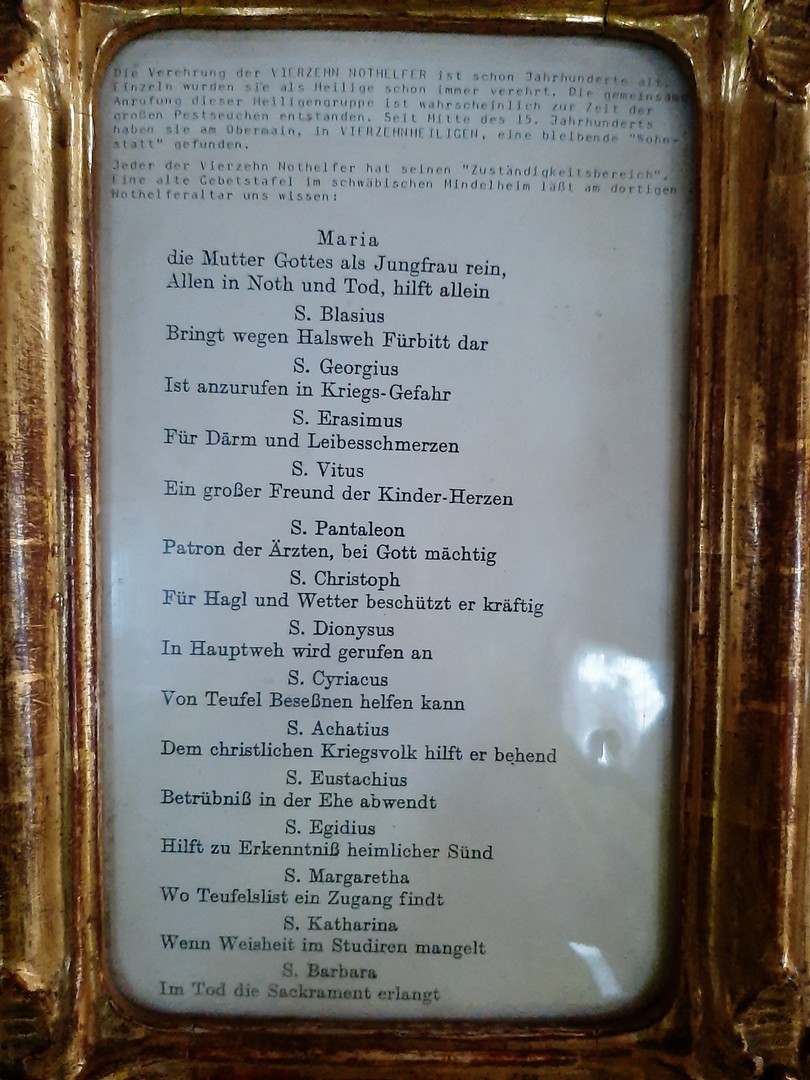 Die Verehrung der VIERZEHN NOTHELFER ist schon Jahrhunderte alt.
Einzeln wurden sie als Heilige schon immer verehrt. Die gemeinsame
Anrufung dieser Heiligengruppe ist wahrscheinlich zur Zeit der
großen Pestseuchen entstanden. Seit Mitte des 15. Jahrhunderts
haben sie am Obermain, in VIERZEHNHEILIGEN, eine bleibende "Wohn-
statt" gefunden.
Jeder der Vierzehn Nothelfer hat seinen "Zuständigkeitsbereich".
Eine alte Gebetstafel im schwäbischen Mindelheim läßt am dortigen
Nothelferaltar uns wissen:
Maria
die Mutter Gottes als Jungfrau rein,
Allen in Noth und Tod, hilft allein
S. Blasius
Bringt wegen Halsweh Fürbitt dar
S. Georgius
Ist anzurufen in Kriegs-Gefahr
S. Erasimus
Für Därm und Leibesschmerzen
S. Vitus
Ein großer Freund der Kinder-Herzen
S. Pantaleon
Patron der Ärzten, bei Gott mächtig
S. Christoph
Für Hagl und Wetter beschützt er kräftig
S. Dionysus
In Hauptweh wird gerufen an
S. Cyriacus
Von Teufel Beseßnen helfen kann
S. Achatius
Dem christlichen Kriegsvolk hilft er behend
S. Eustachius
Betrübniß in der Ehe abwendt
S. Egidius
Hilft zu Erkenntniß heimlicher Sünd
S. Margaretha
Wo Teufelslist ein Zugang findt
S. Katharina
Wenn Weisheit im Studiren mangelt
S. Barbara
Im Tod die Sackrament erlangt